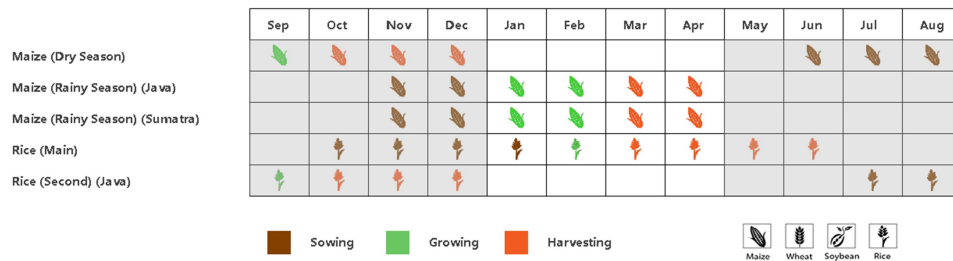 Sep Oct Nov Dec Jan Feb Mar Apr May Jun Jul Aug
Maize (Dry Season)
Maize (Rainy Season) (Java)
Maize (Rainy Season) (Sumatra)
Rice (Main)
Rice (Second) (Java)
Sowing Growing Harvesting
Maize Wheat Soybean Rice